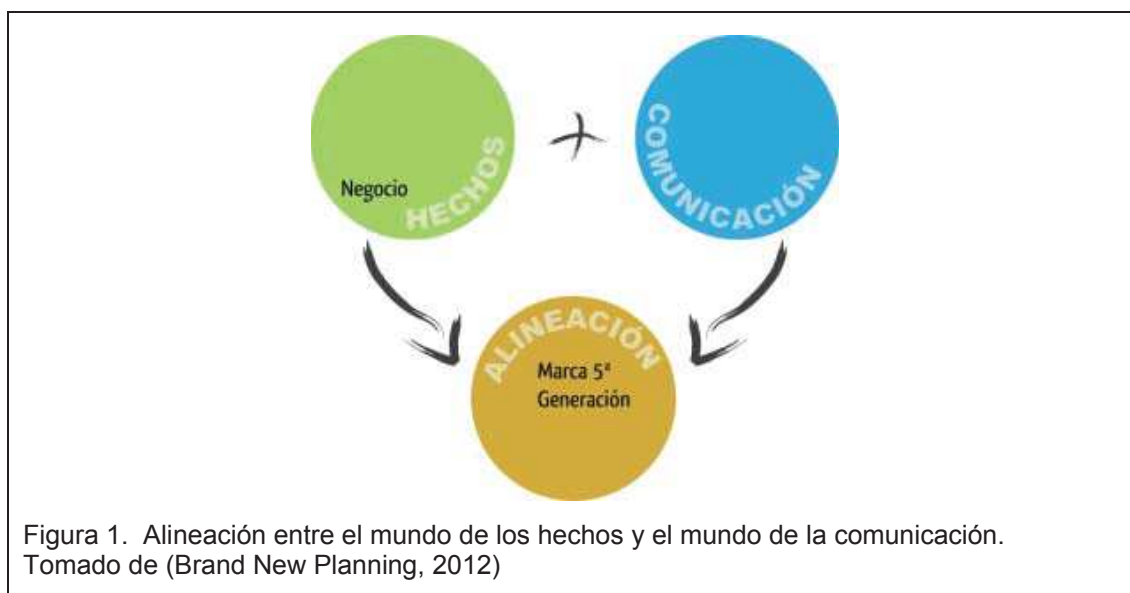 Negocio
HECHOS
+
COMUNICACIÓN
ALINEACIÓN
Marca 5ª
Generación
Figura 1. Alineación entre el mundo de los hechos y el mundo de la comunicación.
Tomado de (Brand New Planning, 2012)